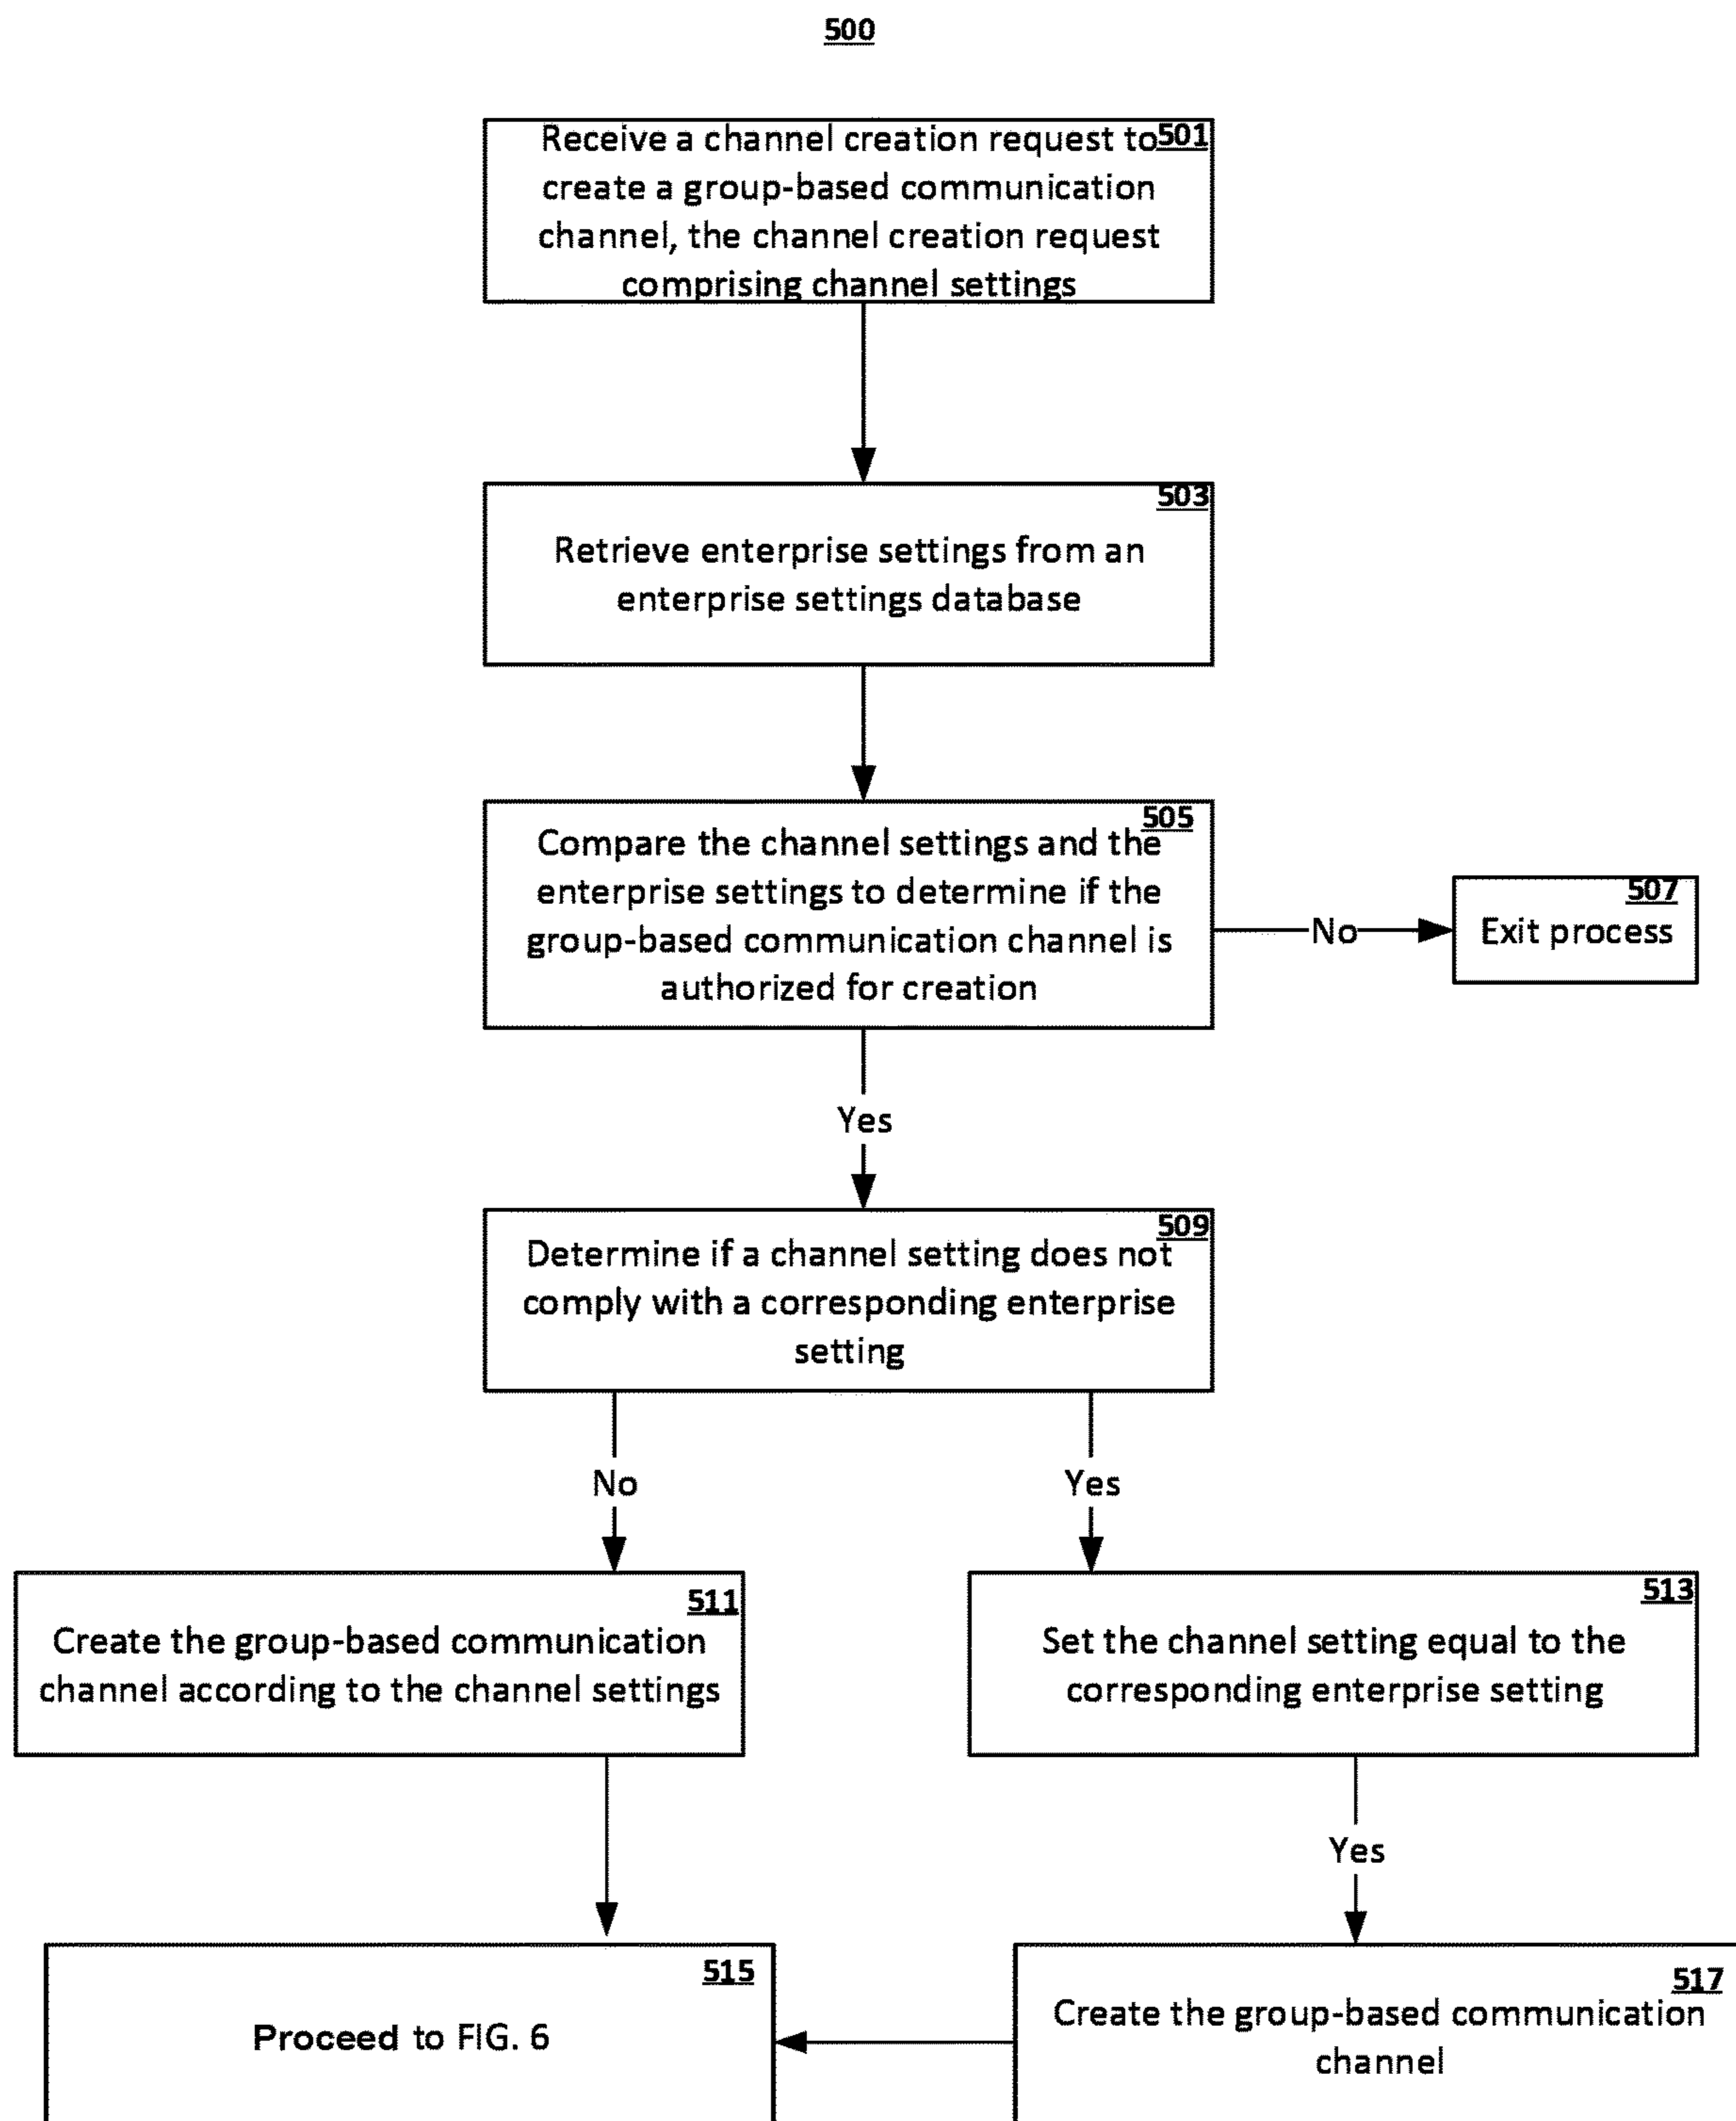 500
501
Receive a channel creation request to
create a group-based communication
channel, the channel creation request
comprising channel settings
503
Retrieve enterprise settings from an
enterprise settings database
505
Compare the channel settings and the
enterprise settings to determine if the
group-based communication channel is
authorized for creation
No
507
Exit process
Yes
509
Determine if a channel setting does not
comply with a corresponding enterprise
setting
No
Yes
511
Create the group-based communication
channel according to the channel settings
513
Set the channel setting equal to the
corresponding enterprise setting
Yes
515
Proceed to FIG. 6
517
Create the group-based communication
channel